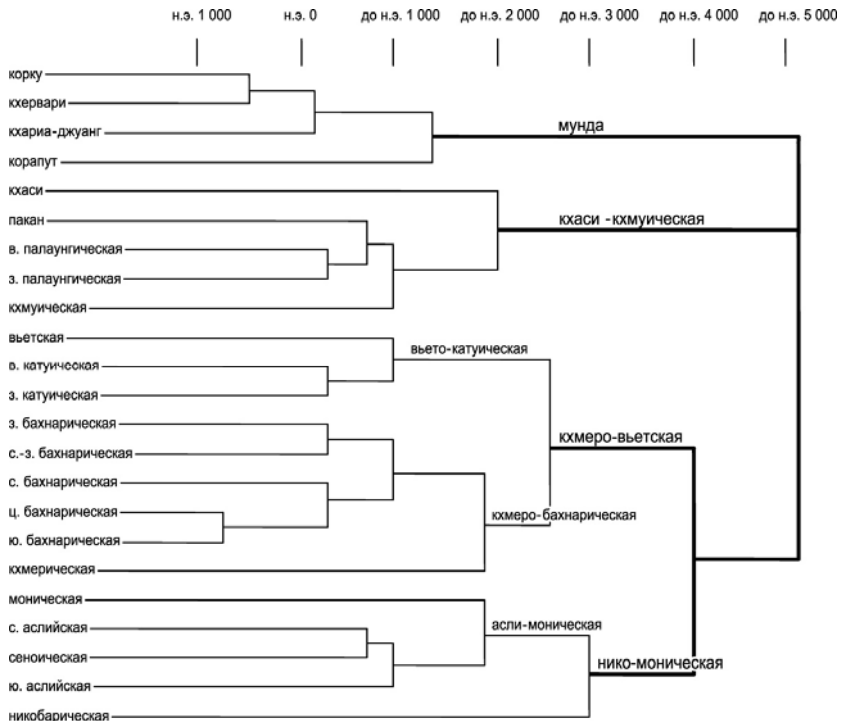 н.э. 1 000 н.э. 0 до н.э. 1 000 до н.э. 2 000 до н.э. 3 000 до н.э. 4 000 до н.э. 5 000
корку
кхервари
кхариа-джуанг
мунда
корапут
кхаси
пакан
кхаси -кхмуическая
в. палаунгическая
з. палаунгическая
кхмуическая
вьетская
вьето-катуическая
в. катуическая
з. катуическая
з. бахнарическая
кхмеро-вьетская
с.-з. бахнарическая
с. бахнарическая
ц. бахнарическая
кхмеро-бахнарическая
ю. бахнарическая
кхмерическая
моническая
с. аслийская
асли-моническая
сеноическая
нико-моническая
ю. аслийская
никобарическая